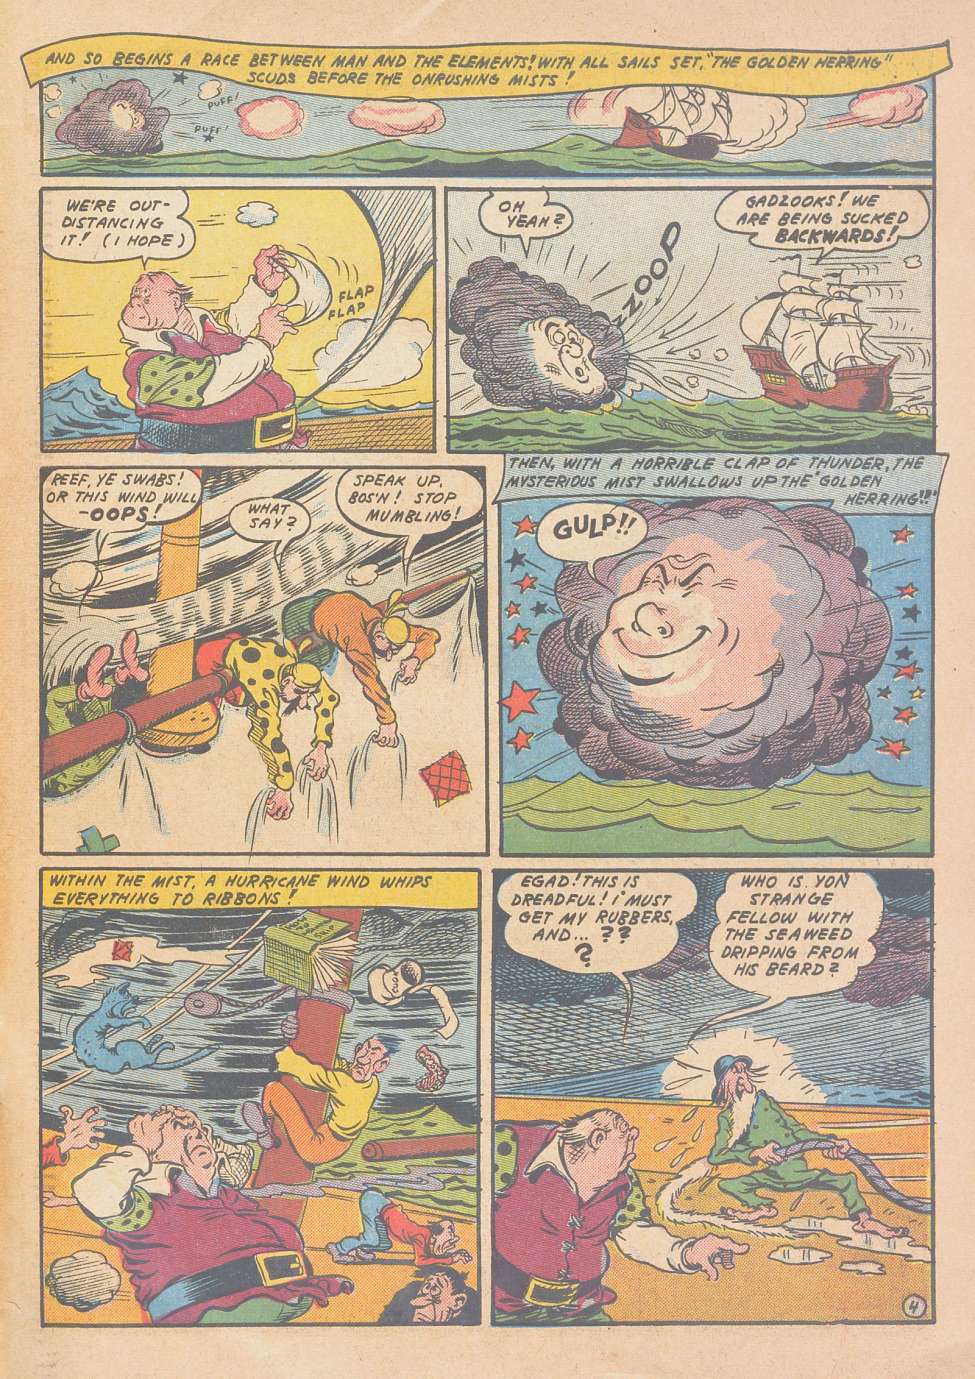 AND SO BEGINS A RACE BETWEEN MAN AND THE ELEMENTS! WITH ALL SAILS SET, "THE GOLDEN HERRING"
SCUDS BEFORE THE ONRUSHING MISTS!
PUFF!
PUFF!
WE'RE OUT-
DISTANCING
IT! (I HOPE)
FLAP
FLAP
OH
YEAH?
ZZOOP
GADZOOKS! WE
ARE BEING SUCKED
BACKWARDS!
REEF, YE SWABS!
OR THIS WIND WILL
-OOPS!
WHAT
SAY?
SPEAK UP,
BOS'N! STOP
MUMBLING!
WHOO
THEN, WITH A HORRIBLE CLAP OF THUNDER, THE
MYSTERIOUS MIST SWALLOWS UP THE "GOLDEN
HERRING!!"
GULP!!
WITHIN THE MIST, A HURRICANE WIND WHIPS
EVERYTHING TO RIBBONS!
SHIP
EGAD! THIS IS
DREADFUL! I MUST
GET MY RUBBERS,
AND... ??
?
WHO IS YON
STRANGE
FELLOW WITH
THE SEAWEED
DRIPPING FROM
HIS BEARD?
4